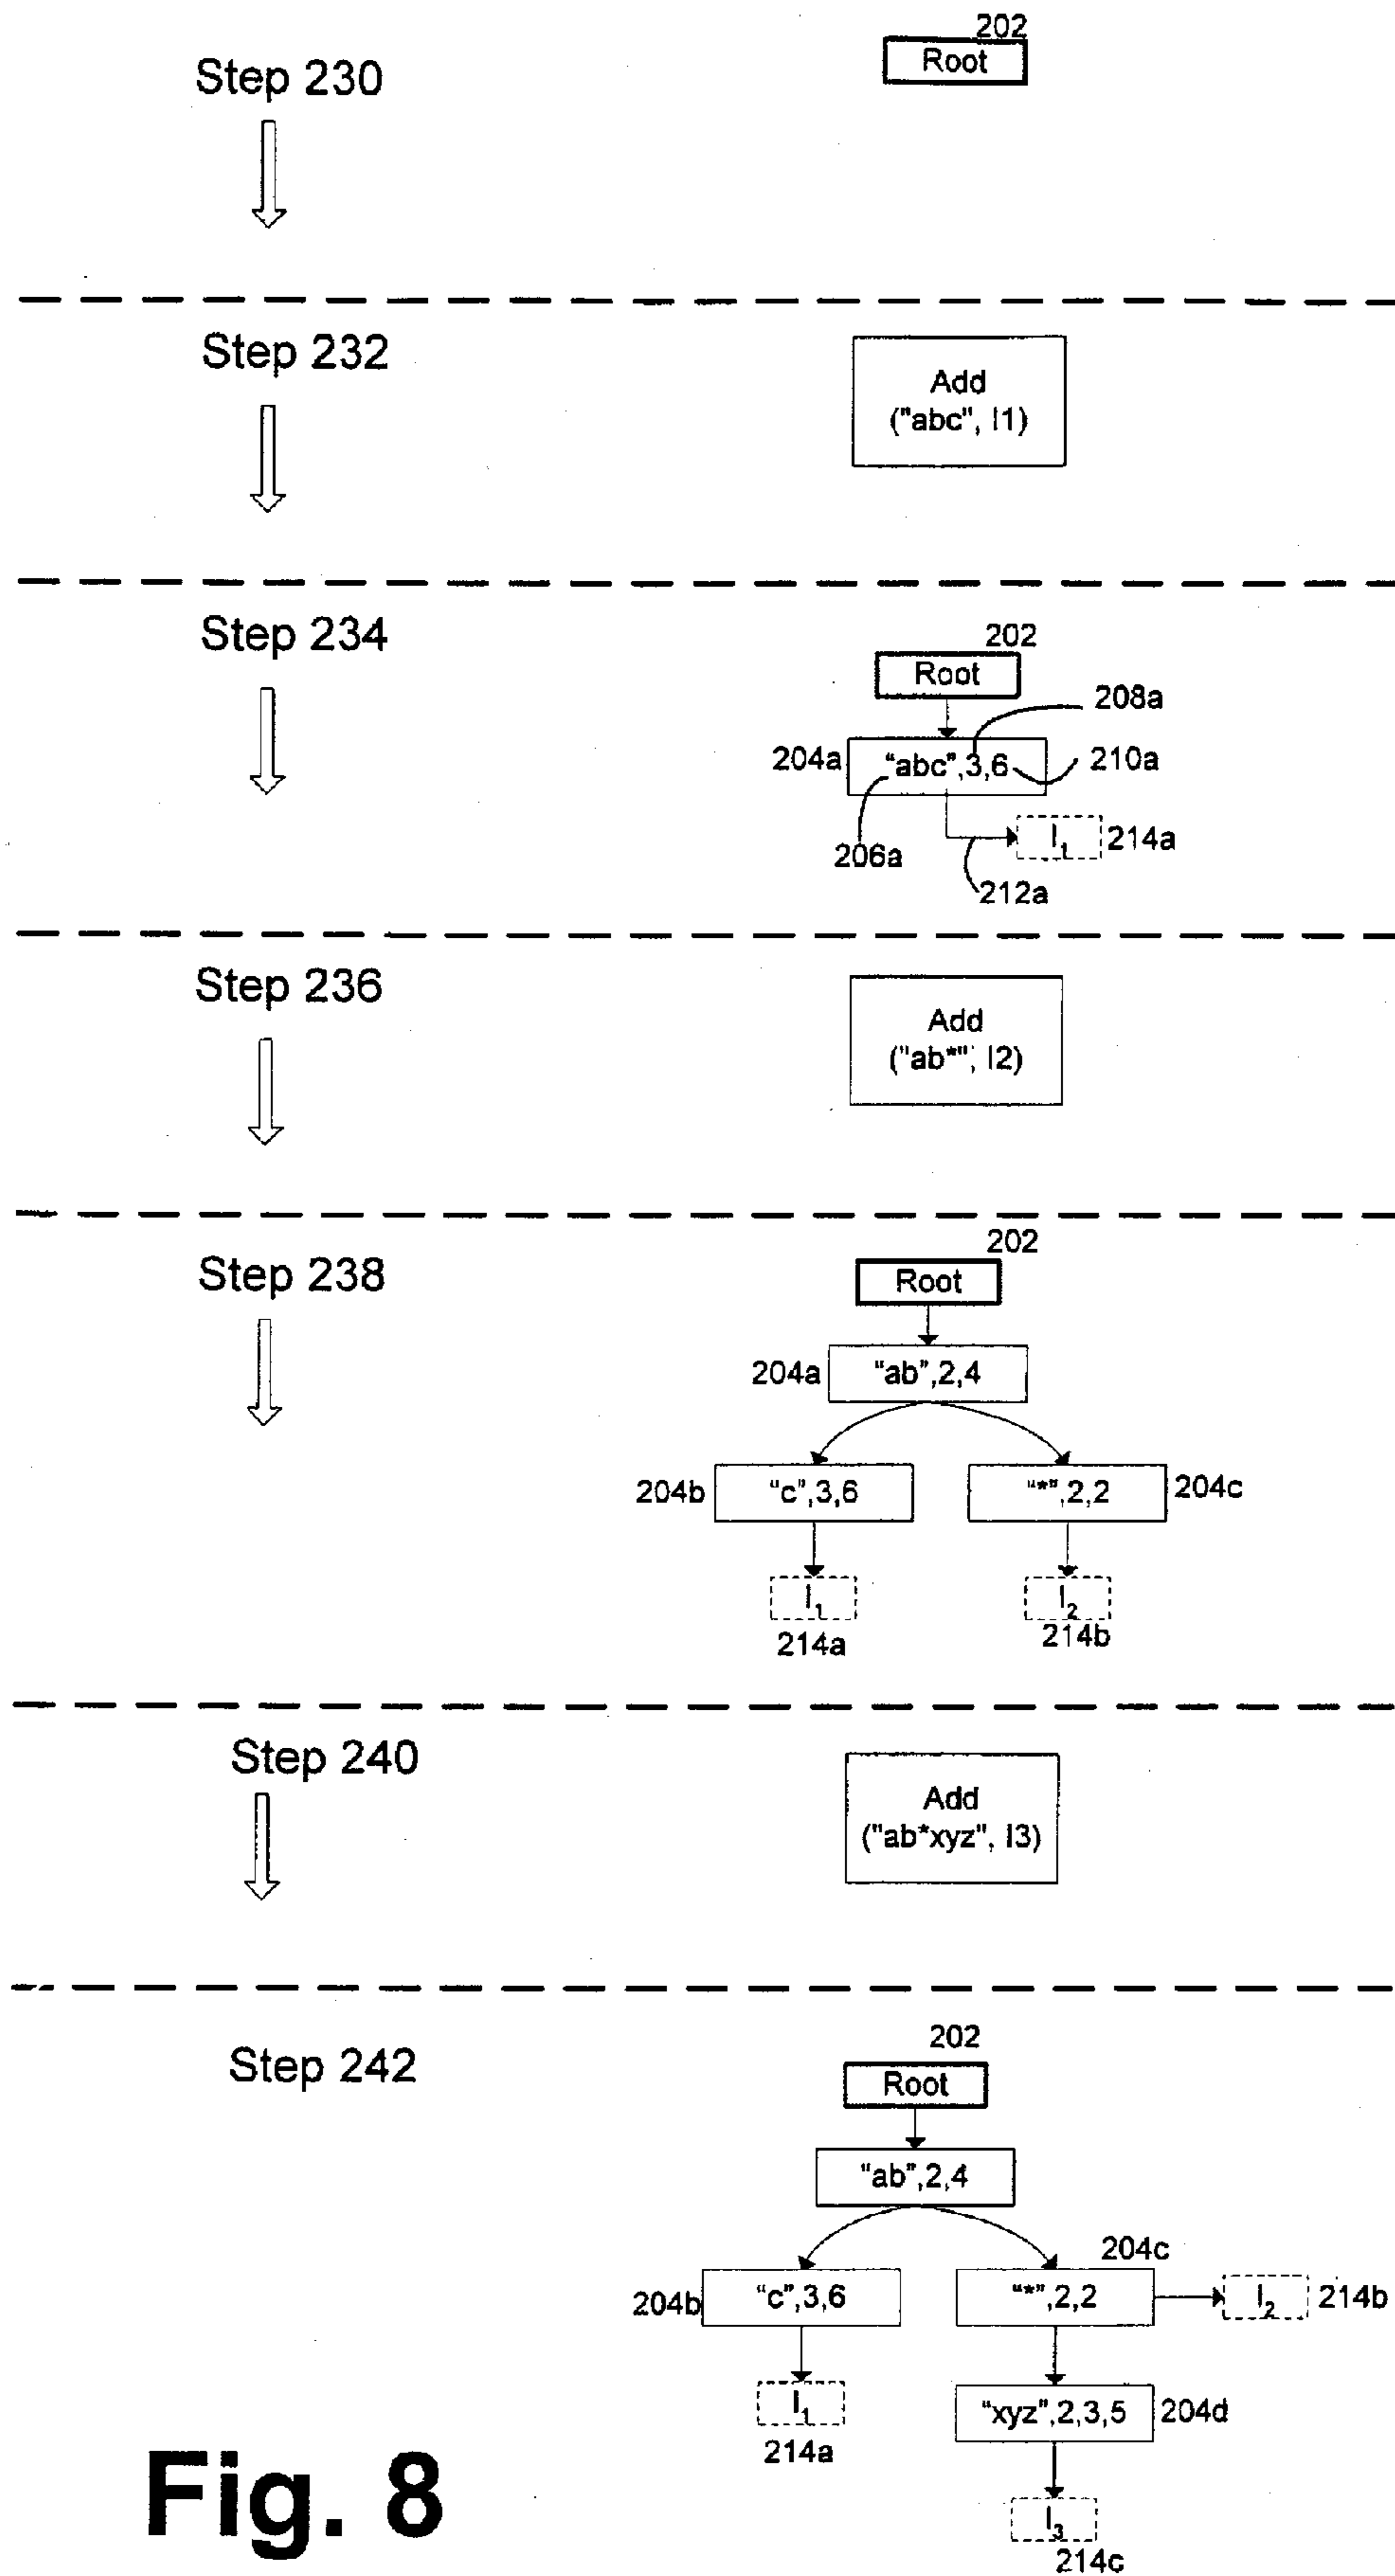 202
Root
Step 230
Step 232
Add
("abc", I1)
Step 234
202
Root
208a
204a
“abc”,3,6
210a
206a
I1
214a
212a
Step 236
Add
("ab*", I2)
202
Step 238
Root
204a
“ab”,2,4
204b
“c”,3,6
“*”,2,2
204c
I1
I2
214a
214b
Step 240
Add
("ab*xyz", I3)
202
Step 242
Root
“ab”,2,4
204c
204b
“c”,3,6
“*”,2,2
I2
214b
I1
“xyz”,2,3,5
204d
214a
Fig. 8
I3
214c